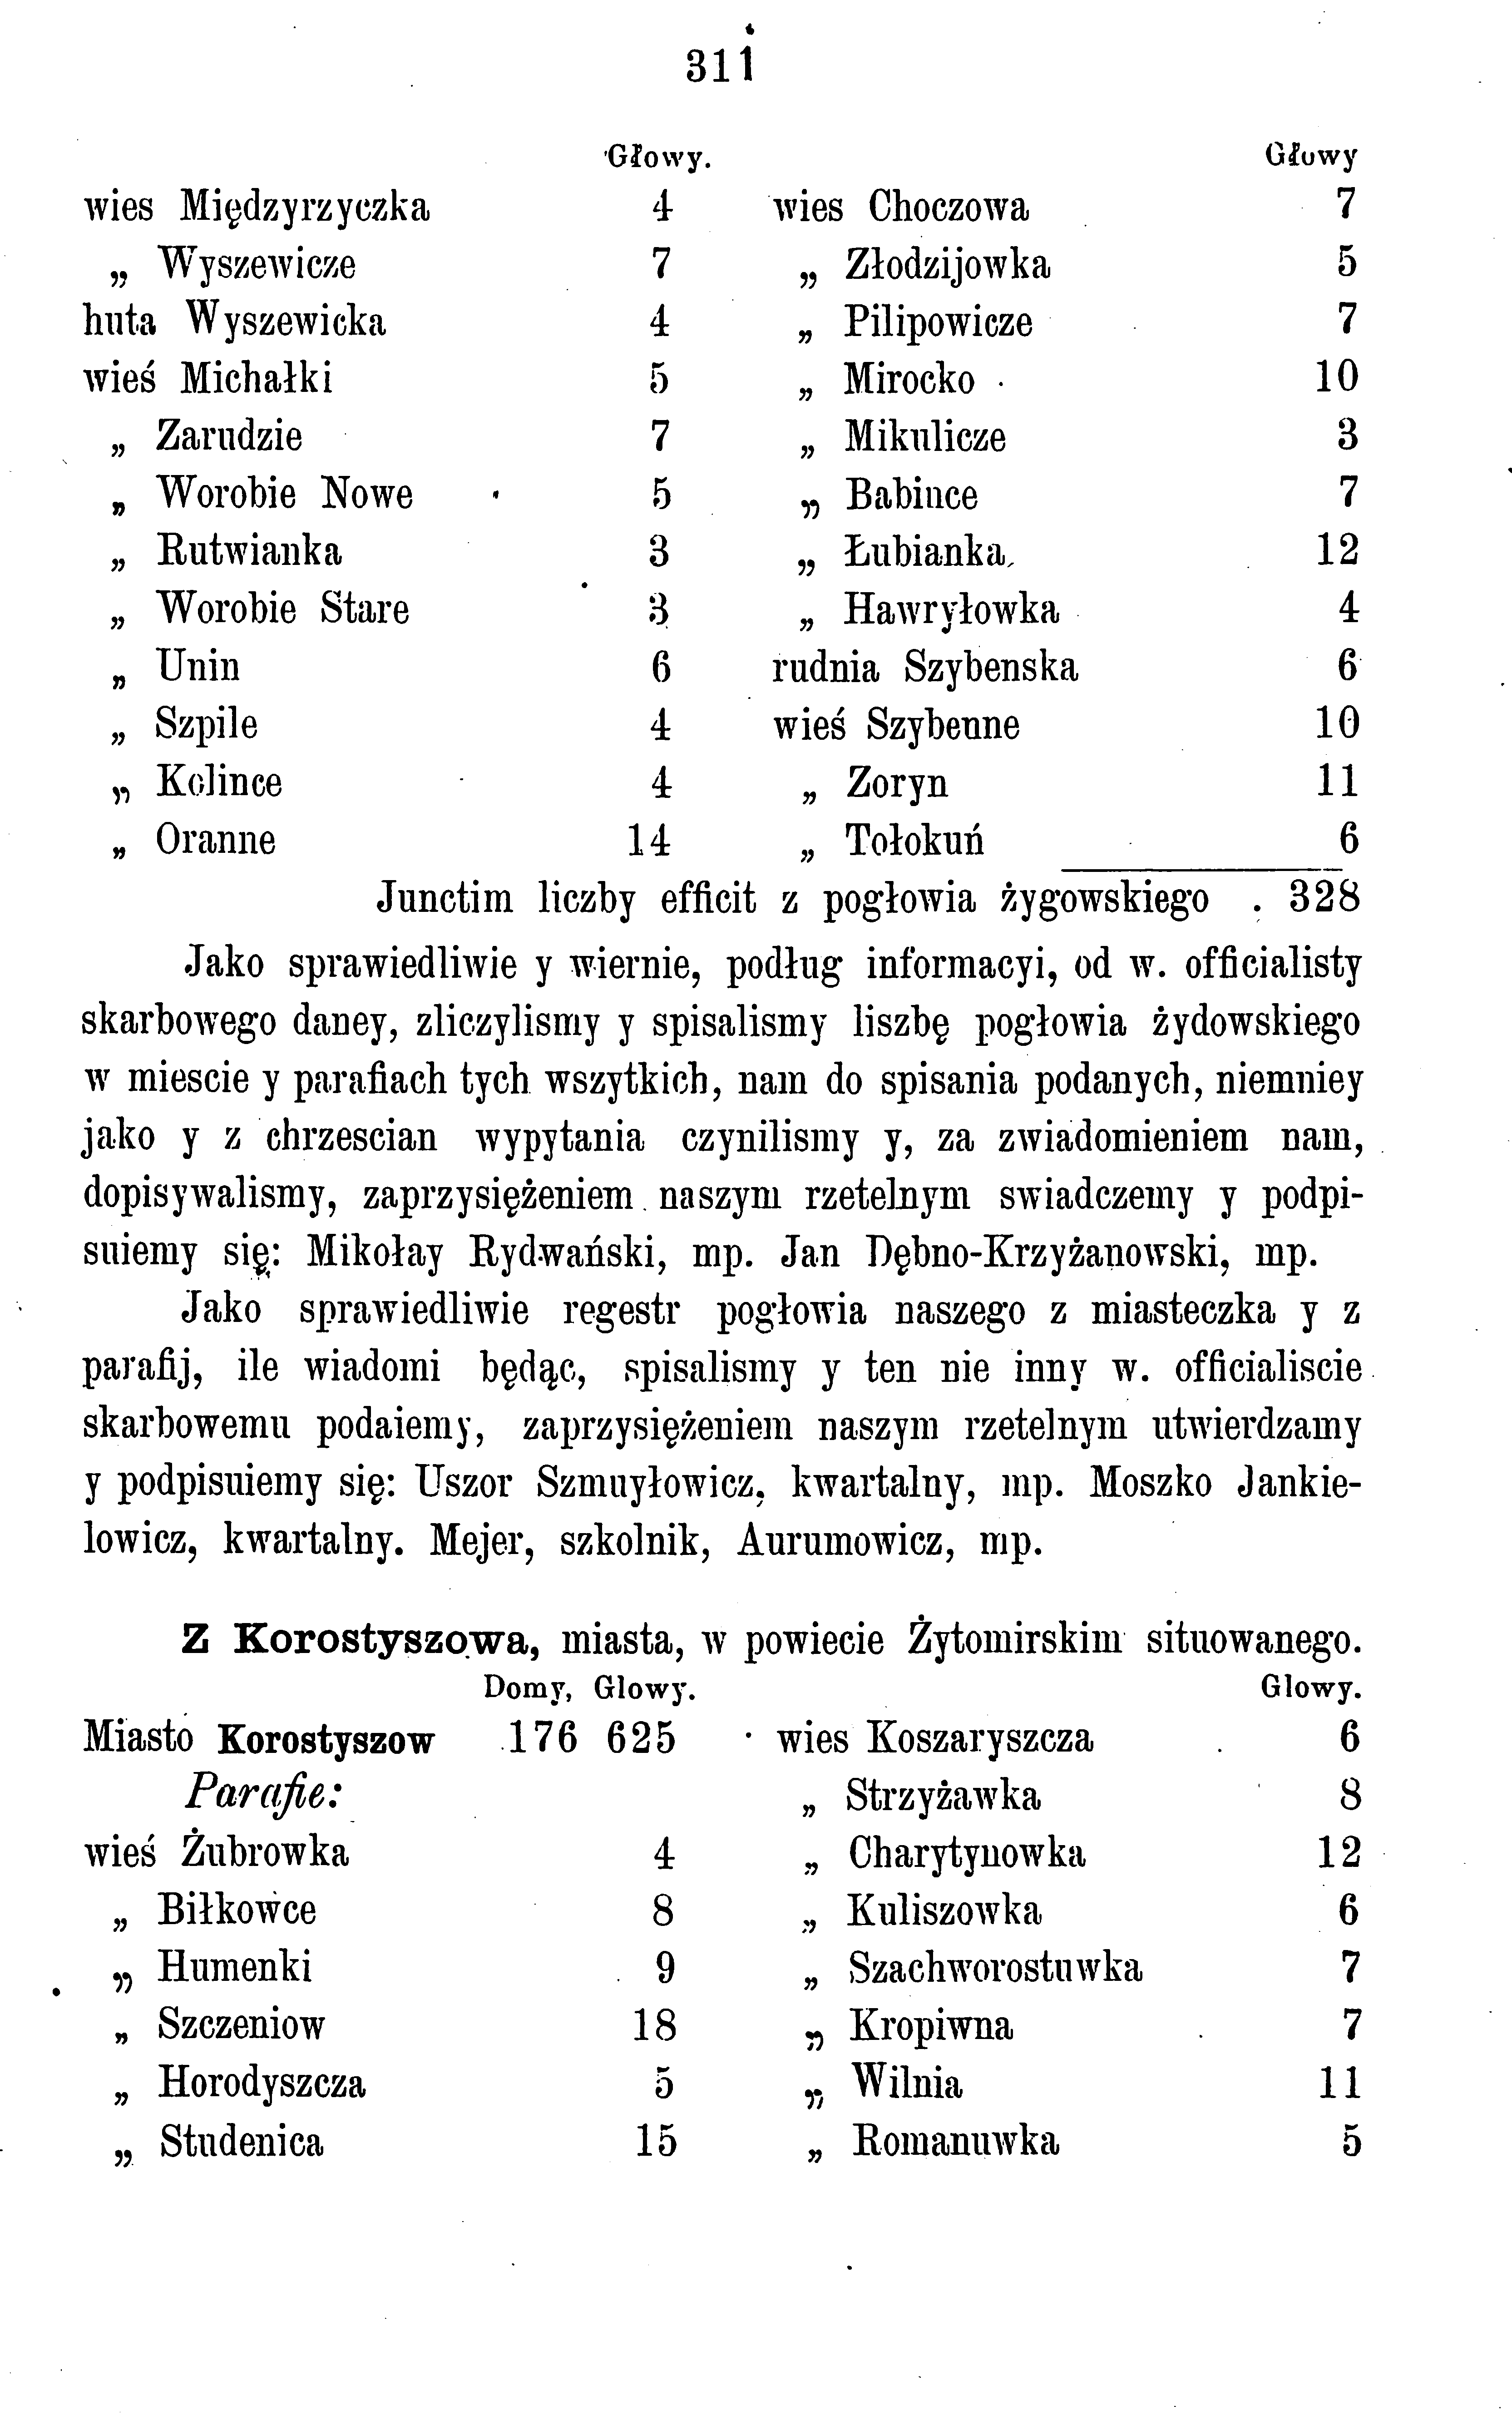 311
Głowy. Głowy
wies Międzyrzyczka 4 wies Choczowa 7
„ Wyszewicze 7 „ Złodzijowka 5
huta Wyszewicka 4 „ Pilipowicze 7
wieś Michałki 5 „ Mirocko 10
„ Zarudzie 7 „ Mikulicze 3
„ Worobie Nowe 5 „ Babince 7
„ Rutwianka 3 „ Łubianka 12
„ Worobie Stare 3 „ Hawryłowka 4
„ Unin 6 rudnia Szybenska 6
„ Szpile 4 wieś Szybenne 10
„ Kolince 4 „ Zoryn 11
„ Oranne 14 „ Tołokuń 6
Junctim liczby efficit z pogłowia żygowskiego . 328
Jako sprawiedliwie y wiernie, podług informacyi, od w. officialisty
skarbowego daney, zliczylismy y spisalismy liszbę pogłowia żydowskiego
w miescie y parafiach tych wszytkich, nam do spisania podanych, niemniey
jako y z chrzescian wypytania czynilismy y, za zwiadomieniem nam,
dopisywalismy, zaprzysiężeniem naszym rzetelnym swiadczemy y podpi-
suiemy się: Mikołay Rydwański, mp. Jan Dębno-Krzyżanowski, mp.
Jako sprawiedliwie regestr pogłowia naszego z miasteczka y z
parafij, ile wiadomi będąc, spisalismy y ten nie inny w. officialiscie
skarbowemu podaiemy, zaprzysiężeniem naszym rzetelnym utwierdzamy
y podpisuiemy się: Uszor Szmuyłowicz, kwartalny, mp. Moszko Jankie-
lowicz, kwartalny. Mejer, szkolnik, Aurumowicz, mp.
Z Korostyszowa, miasta, w powiecie Żytomirskim situowanego.
Domy, Glowy. Glowy.
Miasto Korostyszow 176 625 wies Koszaryszcza 6
Parafie: „ Strzyżawka 8
wieś Żubrowka 4 „ Charytynowka 12
„ Biłkowce 8 „ Kuliszowka 6
„ Humenki 9 „ Szachworostuwka 7
„ Szczeniow 18 „ Kropiwna 7
„ Horodyszcza 5 „ Wilnia 11
„ Studenica 15 „ Romanuwka 5